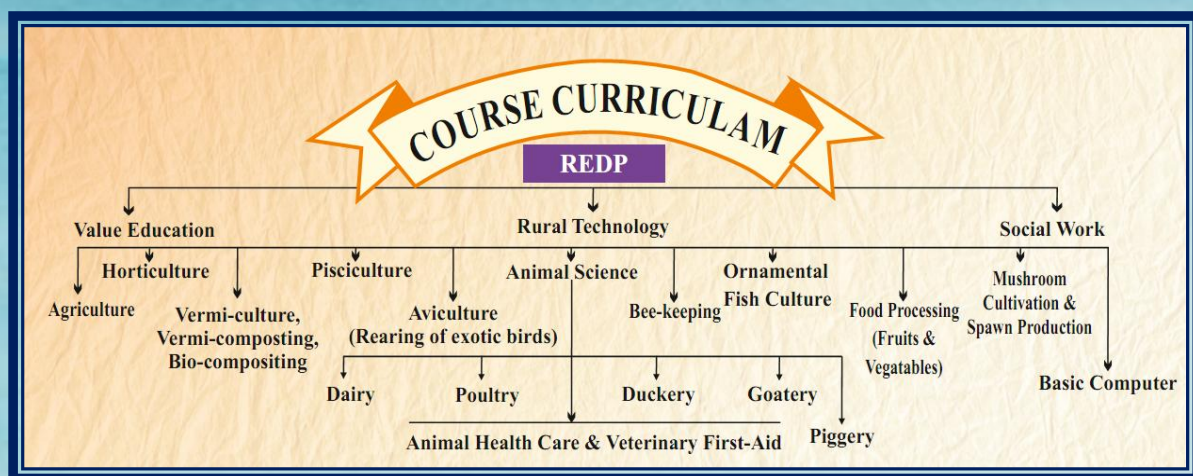 COURSE CURRICULAM
REDP
Value Education
Rural Technology
Social Work
Agriculture
Horticulture
Vermi-culture,
Vermi-composting,
Bio-compositing
Pisciculture
Aviculture
(Rearing of exotic birds)
Animal Science
Bee-keeping
Ornamental
Fish Culture
Food Processing
(Fruits &
Vegatables)
Mushroom
Cultivation &
Spawn Production
Basic Computer
Dairy
Poultry
Duckery
Goatery
Piggery
Animal Health Care & Veterinary First-Aid